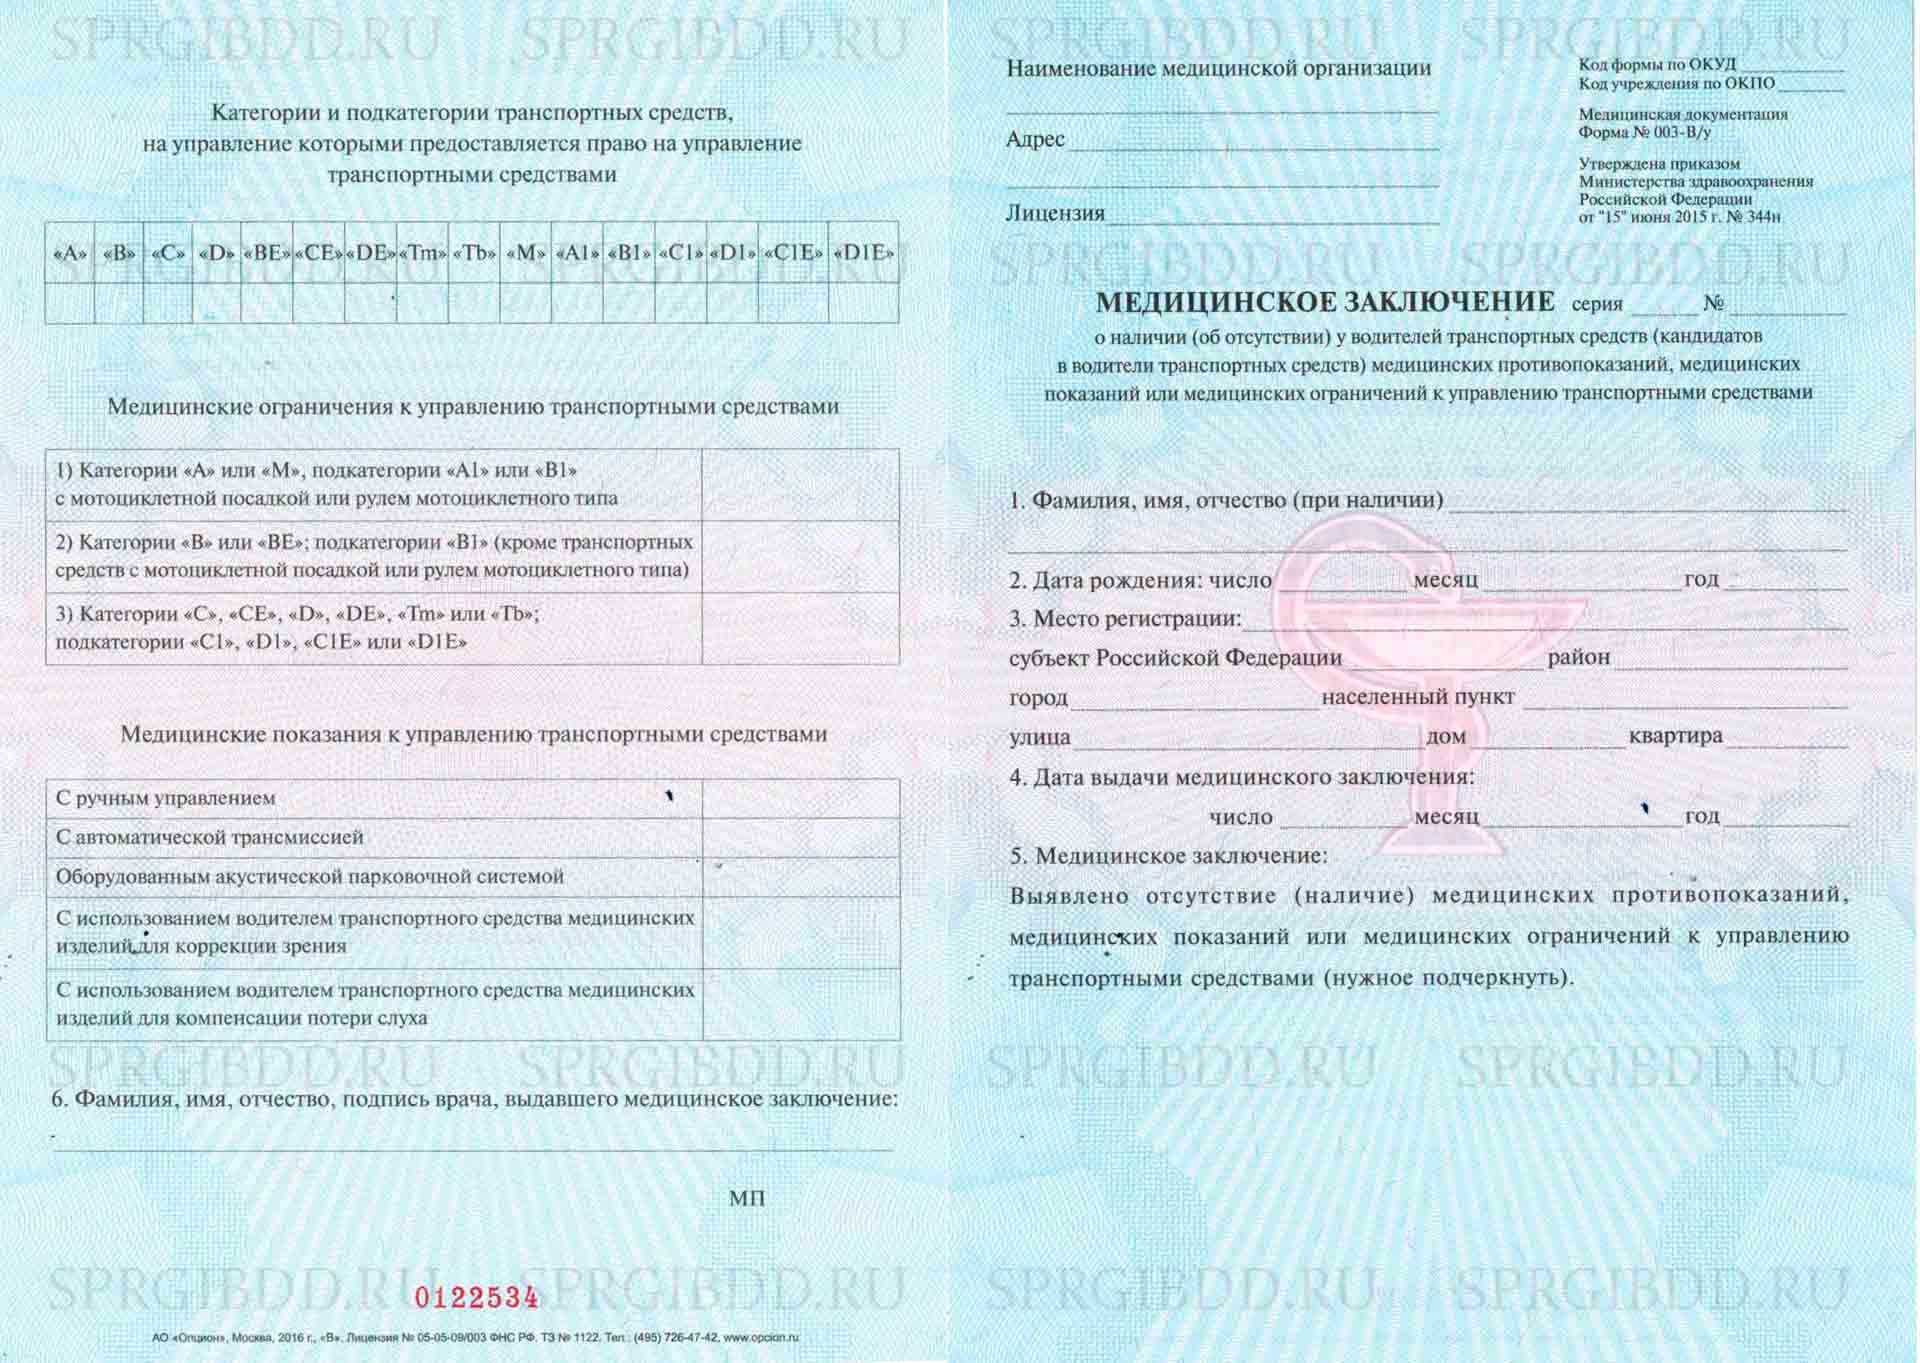 SPRGIBDD.RU SPRGIBDD.RU
Категории и подкатегории транспортных средств,
на управление которыми предоставляется право на управление
транспортными средствами
«A» «B» «C» «D» «BE» «CE» «DE» «Tm» «Tb» «M» «A1» «B1» «C1» «D1» «C1E» «D1E»
SPRGIBDD.RU SPRGIBDD.RU
Медицинские ограничения к управлению транспортными средствами
1) Категории «A» или «M», подкатегории «A1» или «B1»
с мотоциклетной посадкой или рулем мотоциклетного типа
2) Категории «B» или «BE»; подкатегории «B1» (кроме транспортных
средств с мотоциклетной посадкой или рулем мотоциклетного типа)
3) Категории «C», «CE», «D», «DE», «Tm» или «Tb»;
подкатегории «C1», «D1», «C1E» или «D1E»
Медицинские показания к управлению транспортными средствами
С ручным управлением
С автоматической трансмиссией
Оборудованным акустической парковочной системой
С использованием водителем транспортного средства медицинских
изделий для коррекции зрения
С использованием водителем транспортного средства медицинских
изделий для компенсации потери слуха
SPRGIBDD.RU SPRGIBDD.RU
6. Фамилия, имя, отчество, подпись врача, выдавшего медицинское заключение:
МП
SPRGIBDD.RU SPRGIBDD.RU
0122534
АО «Опцион», Москва, 2016 г., «В». Лицензия № 05-05-09/003 ФНС РФ. ТЗ № 1122. Тел.: (495) 726-47-42, www.opcion.ru
SPRGIBDD.RU SPRGIBDD.RU
Наименование медицинской организации
Адрес
Лицензия
Код формы по ОКУД
Код учреждения по ОКПО
Медицинская документация
Форма № 003-В/у
Утверждена приказом
Министерства здравоохранения
Российской Федерации
от "15" июня 2015 г. № 344н
SPRGIBDD.RU SPRGIBDD.RU
МЕДИЦИНСКОЕ ЗАКЛЮЧЕНИЕ серия №
о наличии (об отсутствии) у водителей транспортных средств (кандидатов
в водители транспортных средств) медицинских противопоказаний, медицинских
показаний или медицинских ограничений к управлению транспортными средствами
1. Фамилия, имя, отчество (при наличии)
2. Дата рождения: число месяц год
3. Место регистрации:
субъект Российской Федерации район
город населенный пункт
улица дом квартира
4. Дата выдачи медицинского заключения:
число месяц год
5. Медицинское заключение:
Выявлено отсутствие (наличие) медицинских противопоказаний,
медицинских показаний или медицинских ограничений к управлению
транспортными средствами (нужное подчеркнуть).
SPRGIBDD.RU SPRGIBDD.RU
SPRGIBDD.RU SPRGIBDD.RU